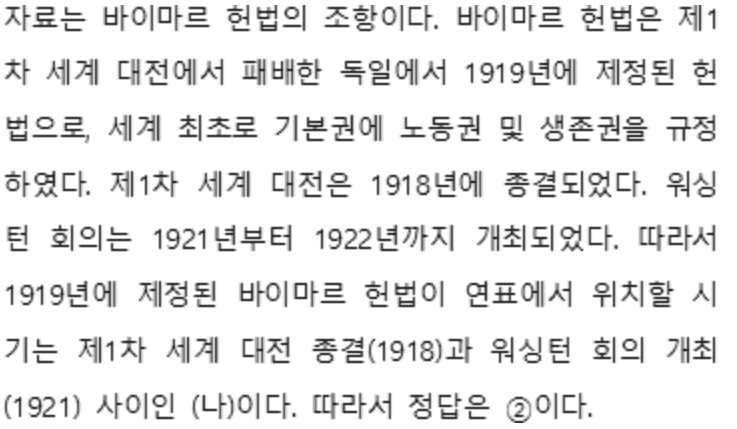 자료는 바이마르 헌법의 조항이다. 바이마르 헌법은 제1
차 세계 대전에서 패배한 독일에서 1919년에 제정된 헌
법으로, 세계 최초로 기본권에 노동권 및 생존권을 규정
하였다. 제1차 세계 대전은 1918년에 종결되었다. 워싱
턴 회의는 1921년부터 1922년까지 개최되었다. 따라서
1919년에 제정된 바이마르 헌법이 연표에서 위치할 시
기는 제1차 세계 대전 종결(1918)과 워싱턴 회의 개최
(1921) 사이인 (나)이다. 따라서 정답은 ②이다.